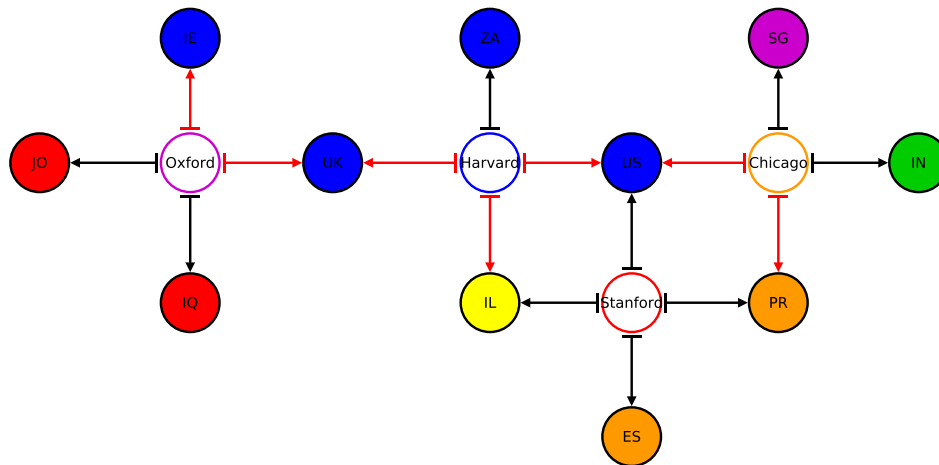 IE
ZA
SG
JO
Oxford
UK
Harvard
US
Chicago
IN
IQ
IL
Stanford
PR
ES